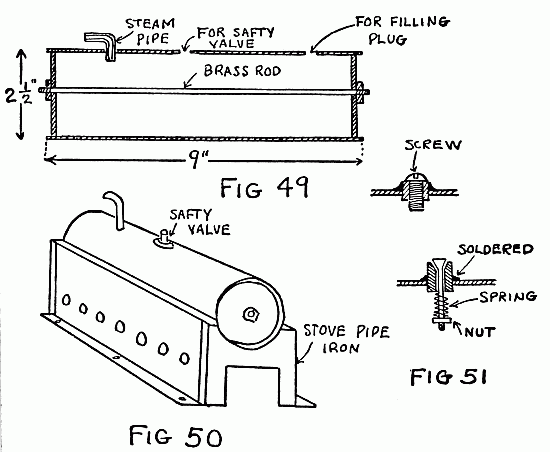 STEAM
PIPE
FOR SAFTY
VALVE
FOR FILLING
PLUG
BRASS ROD
2 1/2"
9"
FIG 49
SCREW
SAFTY
VALVE
SOLDERED
SPRING
NUT
STOVE PIPE
IRON
FIG 51
FIG 50